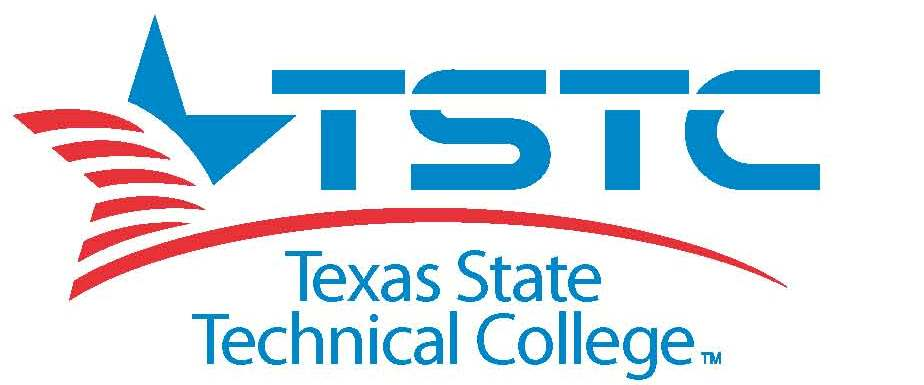 TSTC
Texas State
Technical College™